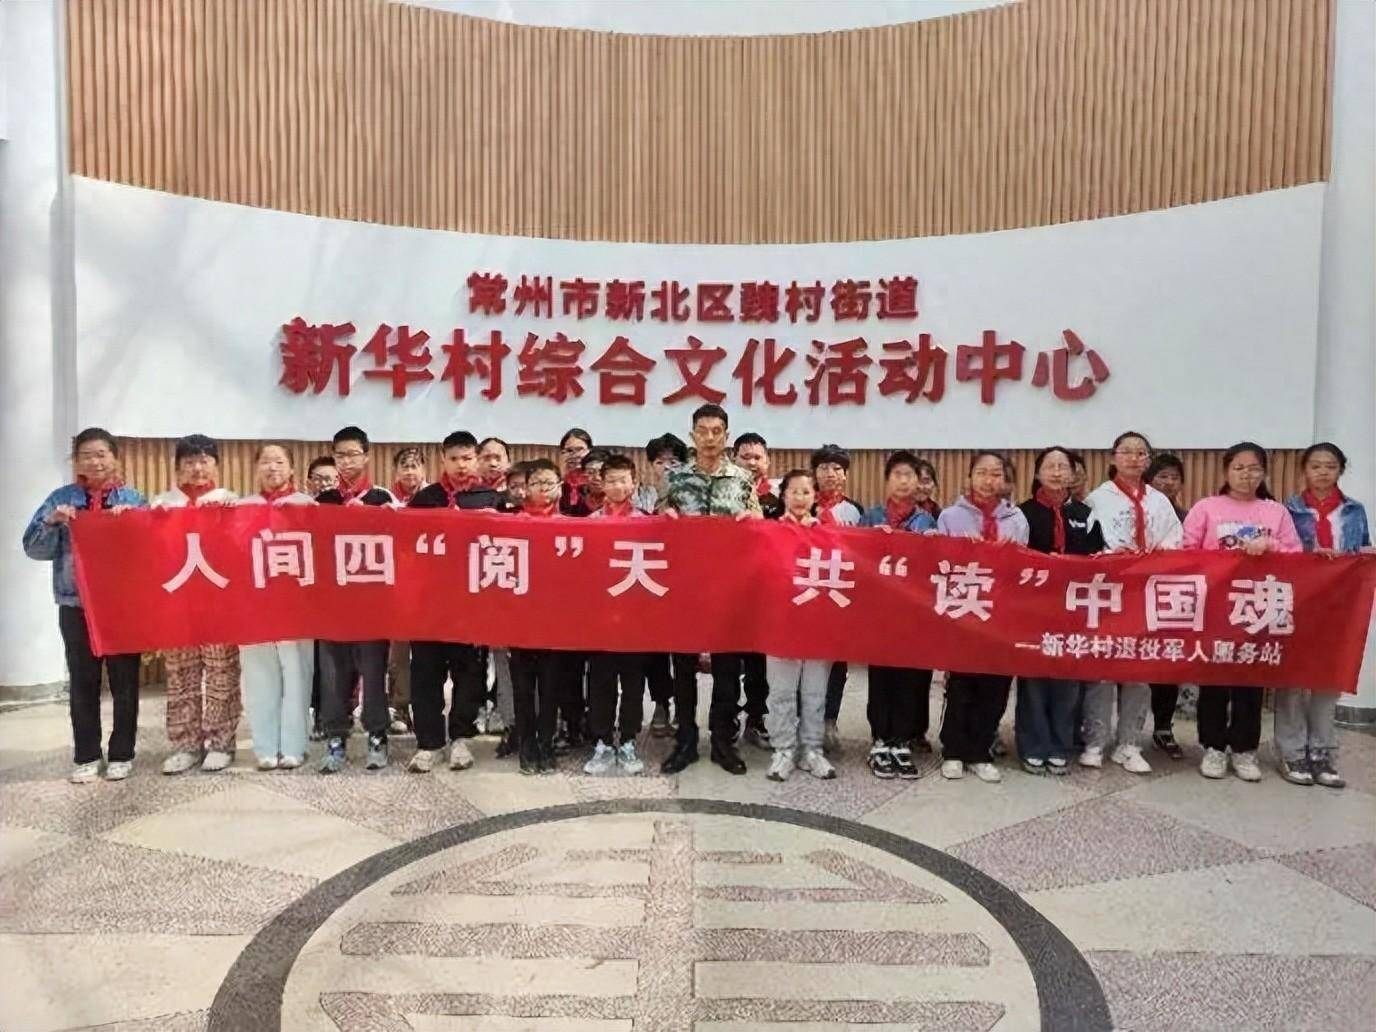 常州市新北区魏村街道
新华村综合文化活动中心
人间四“阅”天 共“读”中国魂
—新华村退役军人服务站